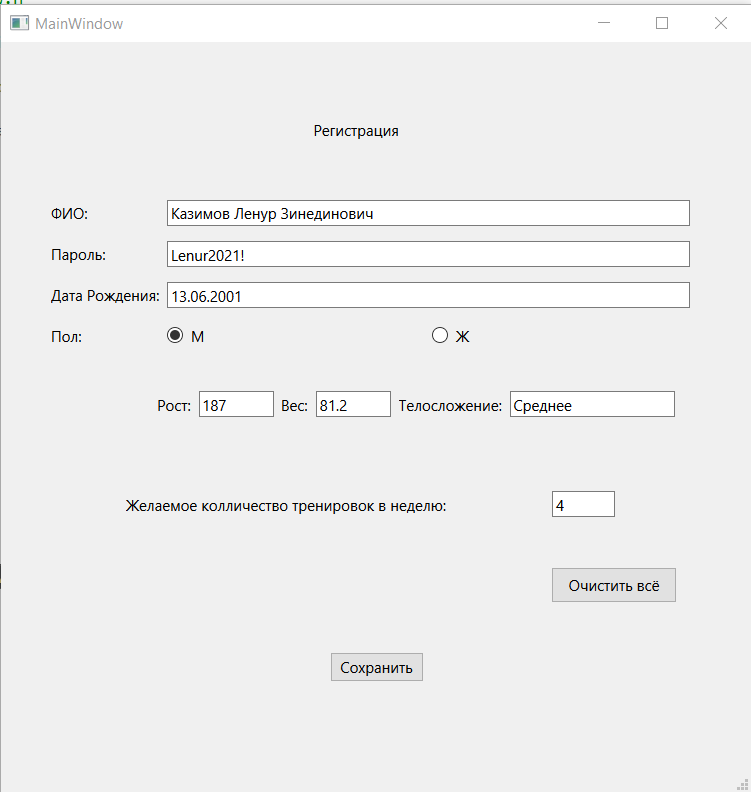 MainWindow
Регистрация
ФИО: Казимов Ленур Зинединович
Пароль: Lenur2021!
Дата Рождения: 13.06.2001
Пол: М Ж
Рост: 187 Вес: 81.2 Телосложение: Среднее
Желаемое колличество тренировок в неделю: 4
Очистить всё
Сохранить